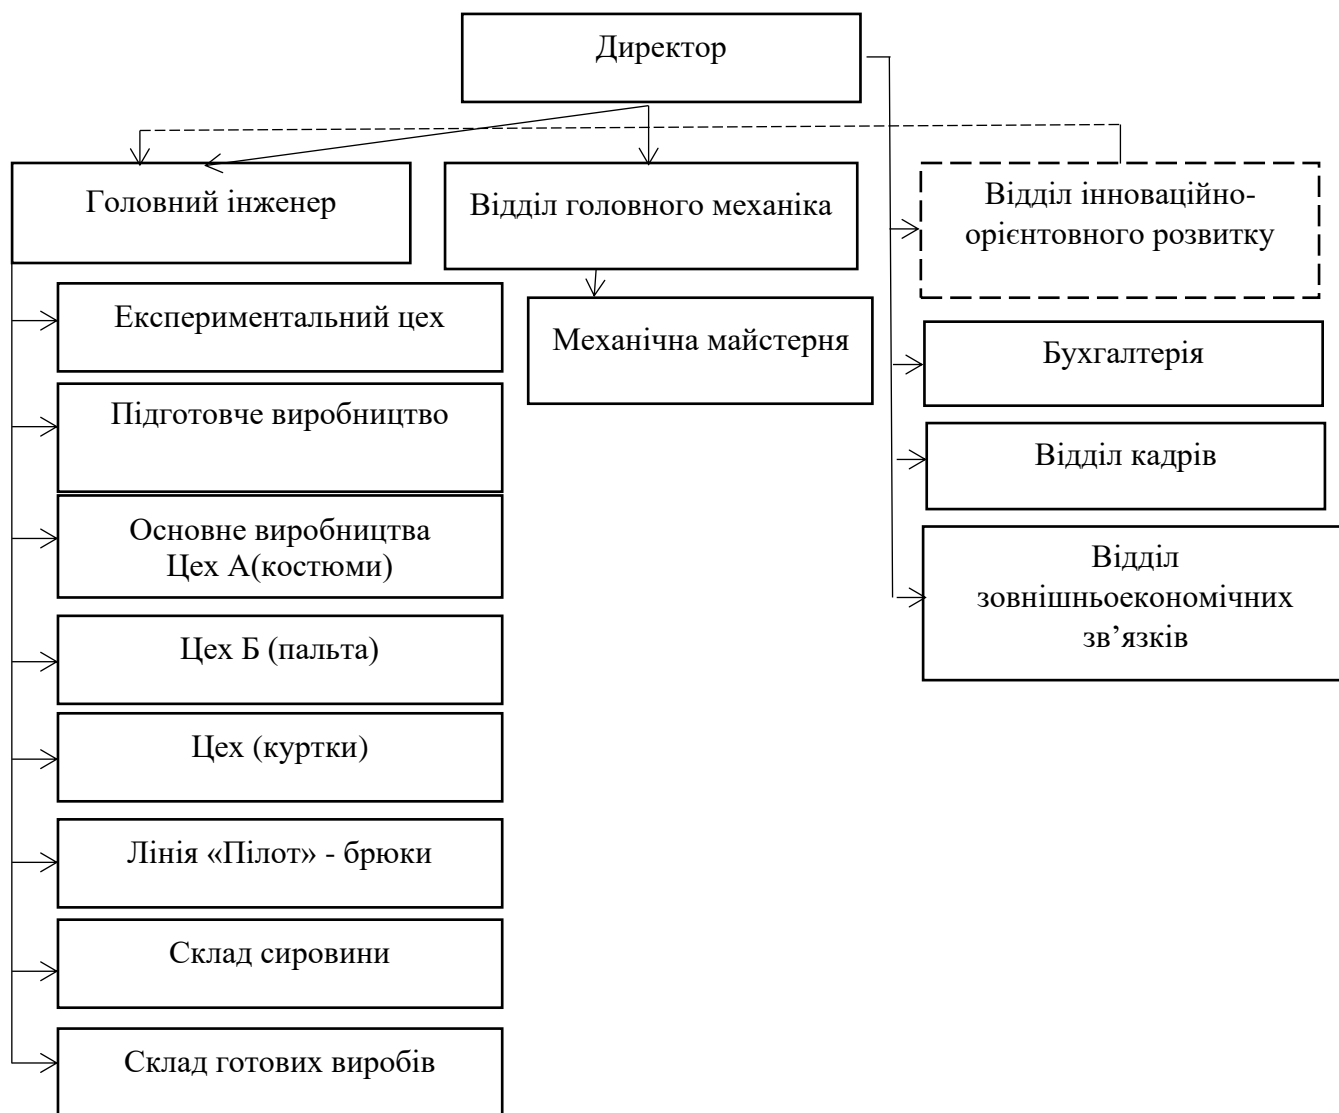 Директор
Головний інженер
Відділ головного механіка
Відділ інноваційно-
орієнтовного розвитку
Експериментальний цех
Механічна майстерня
Бухгалтерія
Підготовче виробництво
Відділ кадрів
Основне виробництва
Цех А(костюми)
Відділ
зовнішньоекономічних
зв’язків
Цех Б (пальта)
Цех (куртки)
Лінія «Пілот» - брюки
Склад сировини
Склад готових виробів